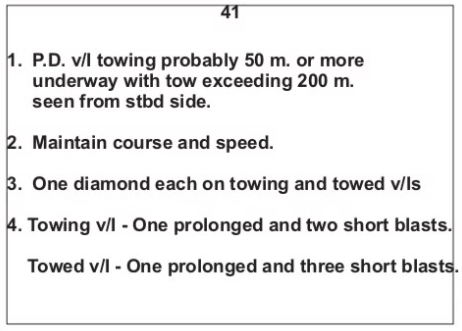 41
1. P.D. v/l towing probably 50 m. or more
underway with tow exceeding 200 m.
seen from stbd side.
2. Maintain course and speed.
3. One diamond each on towing and towed v/ls
4. Towing v/l - One prolonged and two short blasts.
Towed v/l - One prolonged and three short blasts.